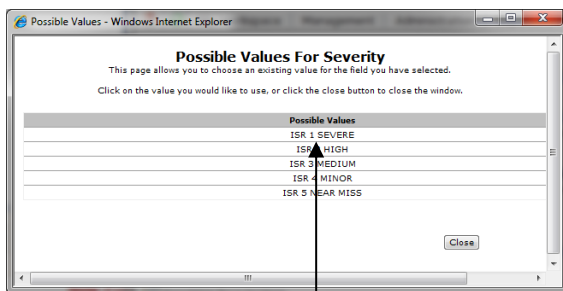 Possible Values - Windows Internet Explorer
Possible Values For Severity
This page allows you to choose an existing value for the field you have selected.
Click on the value you would like to use, or click the close button to close the window.
Possible Values
ISR 1 SEVERE
ISR HIGH
ISR 3 MEDIUM
ISR 4 MINOR
ISR 5 NEAR MISS
Close